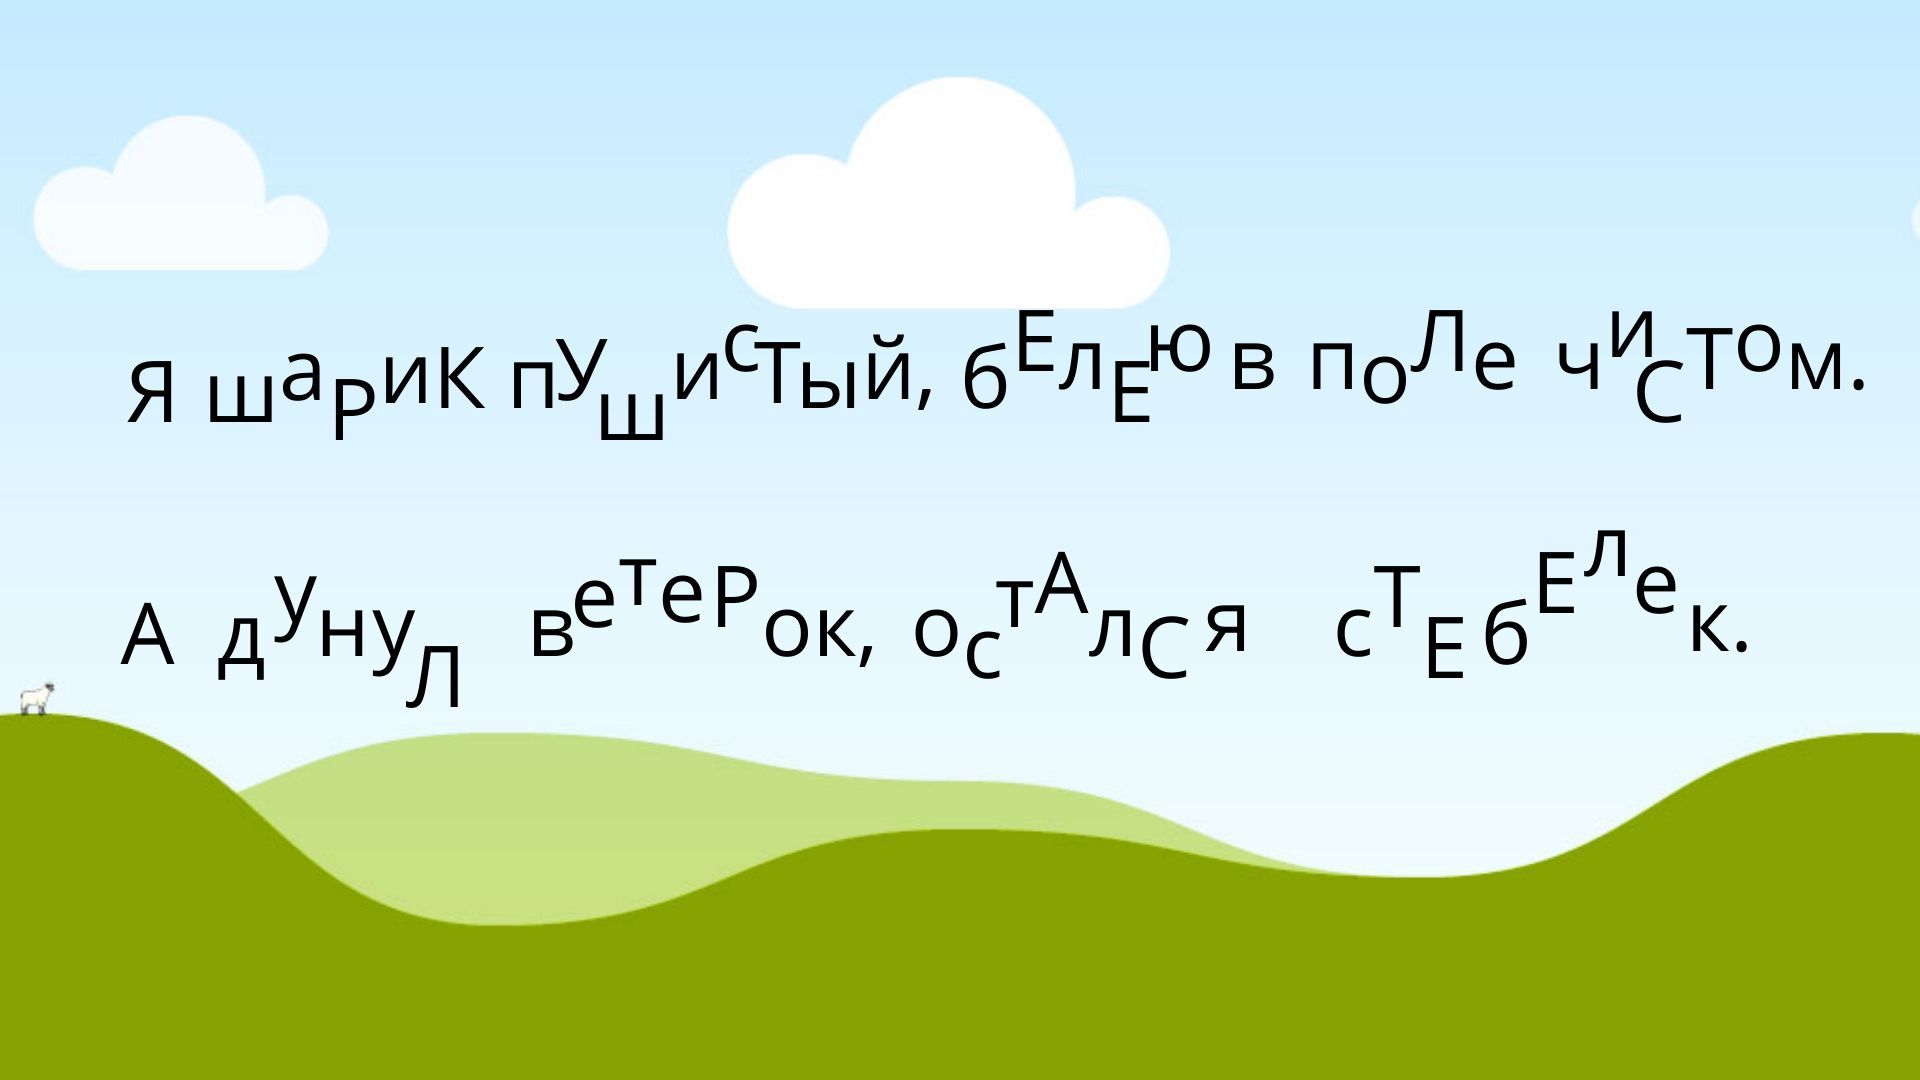 Я шаРиК пУшисТый, бЕлЕю в поЛе чиСТом.
А дунуЛ ветеРок, остАлСя сТЕбЕлек.